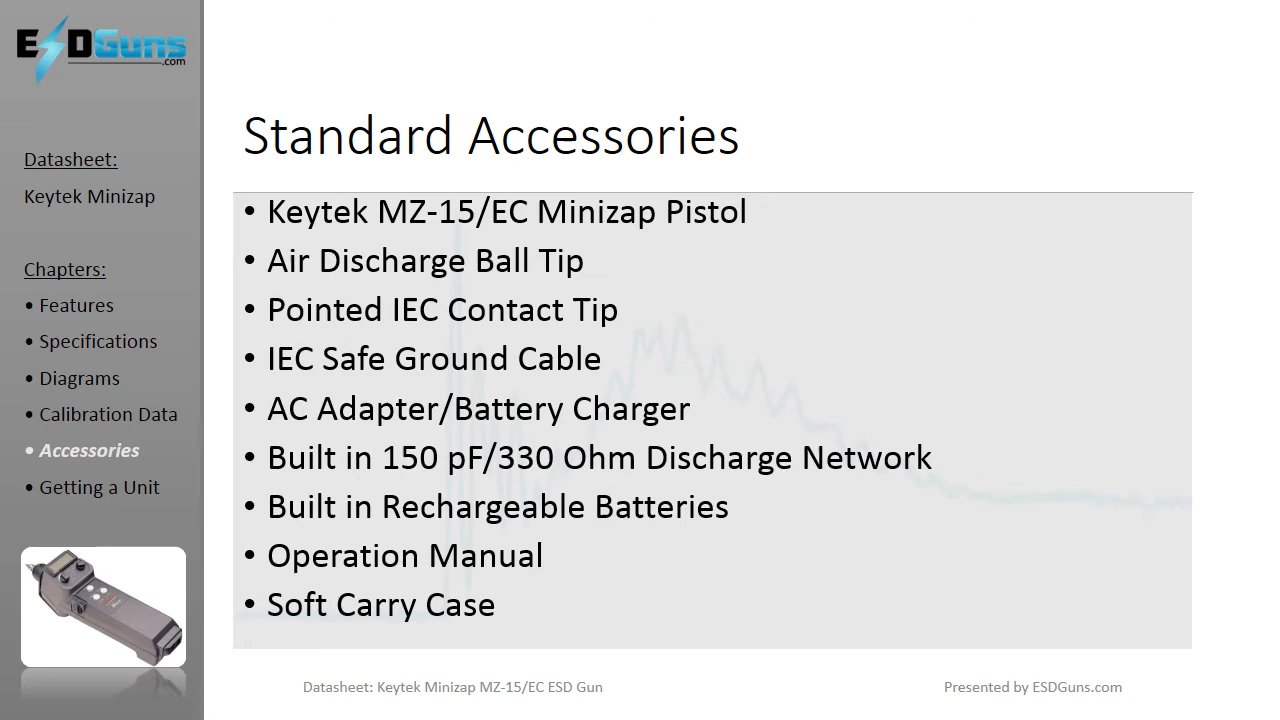 ESDGuns
.com
Datasheet:
Keytek Minizap
Chapters:
• Features
• Specifications
• Diagrams
• Calibration Data
• Accessories
• Getting a Unit
Standard Accessories
• Keytek MZ-15/EC Minizap Pistol
• Air Discharge Ball Tip
• Pointed IEC Contact Tip
• IEC Safe Ground Cable
• AC Adapter/Battery Charger
• Built in 150 pF/330 Ohm Discharge Network
• Built in Rechargeable Batteries
• Operation Manual
• Soft Carry Case
Datasheet: Keytek Minizap MZ-15/EC ESD Gun
Presented by ESDGuns.com